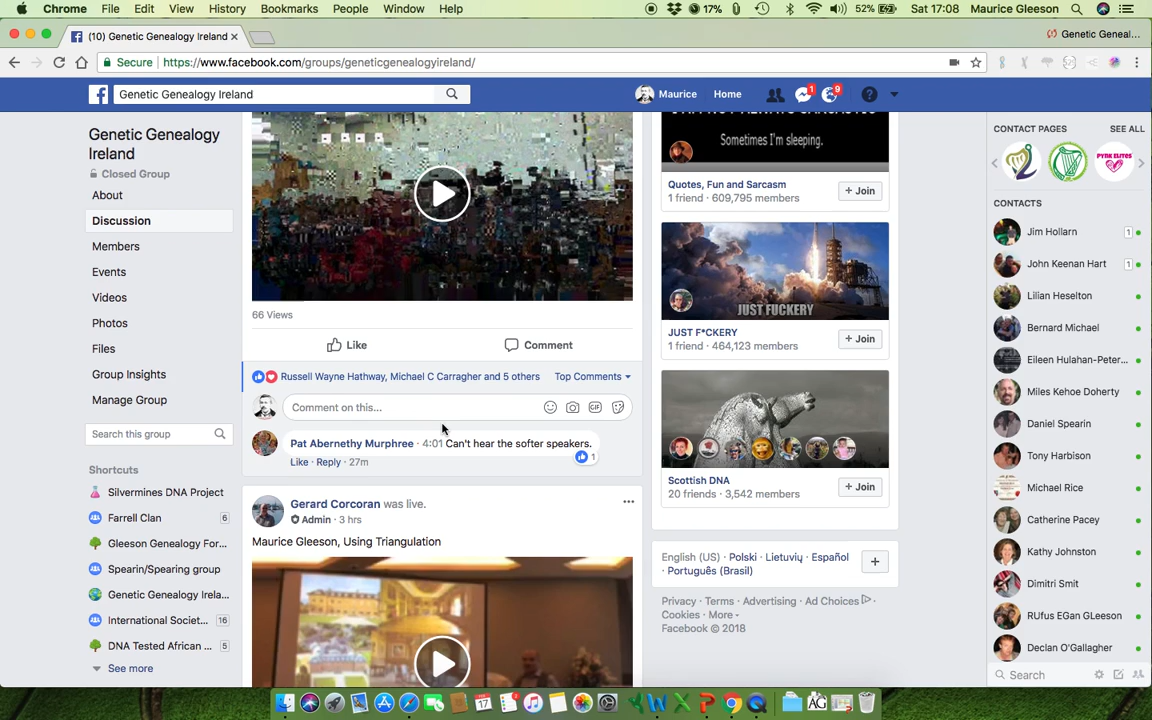 Chrome File Edit View History Bookmarks People Window Help 17% 52% Sat 17:08 Maurice Gleeson
(10) Genetic Genealogy Ireland
Genetic Geneal...
Secure https://www.facebook.com/groups/geneticgenealogyireland/
Genetic Genealogy Ireland
Maurice Home 1 9
Genetic Genealogy
Ireland
Closed Group
About
Discussion
Members
Events
Videos
Photos
Files
Group Insights
Manage Group
Search this group
Shortcuts
Silvermines DNA Project
Farrell Clan 6
Gleeson Genealogy For...
Spearin/Spearing group
Genetic Genealogy Irela...
International Societ... 16
DNA Tested African ... 5
See more
66 Views
Like Comment
Russell Wayne Hathway, Michael C Carragher and 5 others Top Comments
Comment on this...
GIF
Pat Abernethy Murphree · 4:01 Can't hear the softer speakers.
1
Like · Reply · 27m
Gerard Corcoran was live.
Admin · 3 hrs
Maurice Gleeson, Using Triangulation
Sometimes I'm sleeping.
Quotes, Fun and Sarcasm
1 friend · 609,795 members
+ Join
JUST FUCKERY
JUST F*CKERY
1 friend · 464,123 members
+ Join
Scottish DNA
20 friends · 3,542 members
+ Join
English (US) · Polski · Lietuvių · Español
· Português (Brasil)
+
Privacy · Terms · Advertising · Ad Choices ·
Cookies · More
Facebook © 2018
CONTACT PAGES SEE ALL
PYNK ELITES
CONTACTS
Jim Hollarn 1
John Keenan Hart 1
Lilian Heselton
Bernard Michael
Eileen Hulahan-Peter...
Miles Kehoe Doherty
Daniel Spearin
Tony Harbison
Michael Rice
Catherine Pacey
Kathy Johnston
Dimitri Smit
RUfus EGan GLeeson
Declan O'Gallagher
Search
17